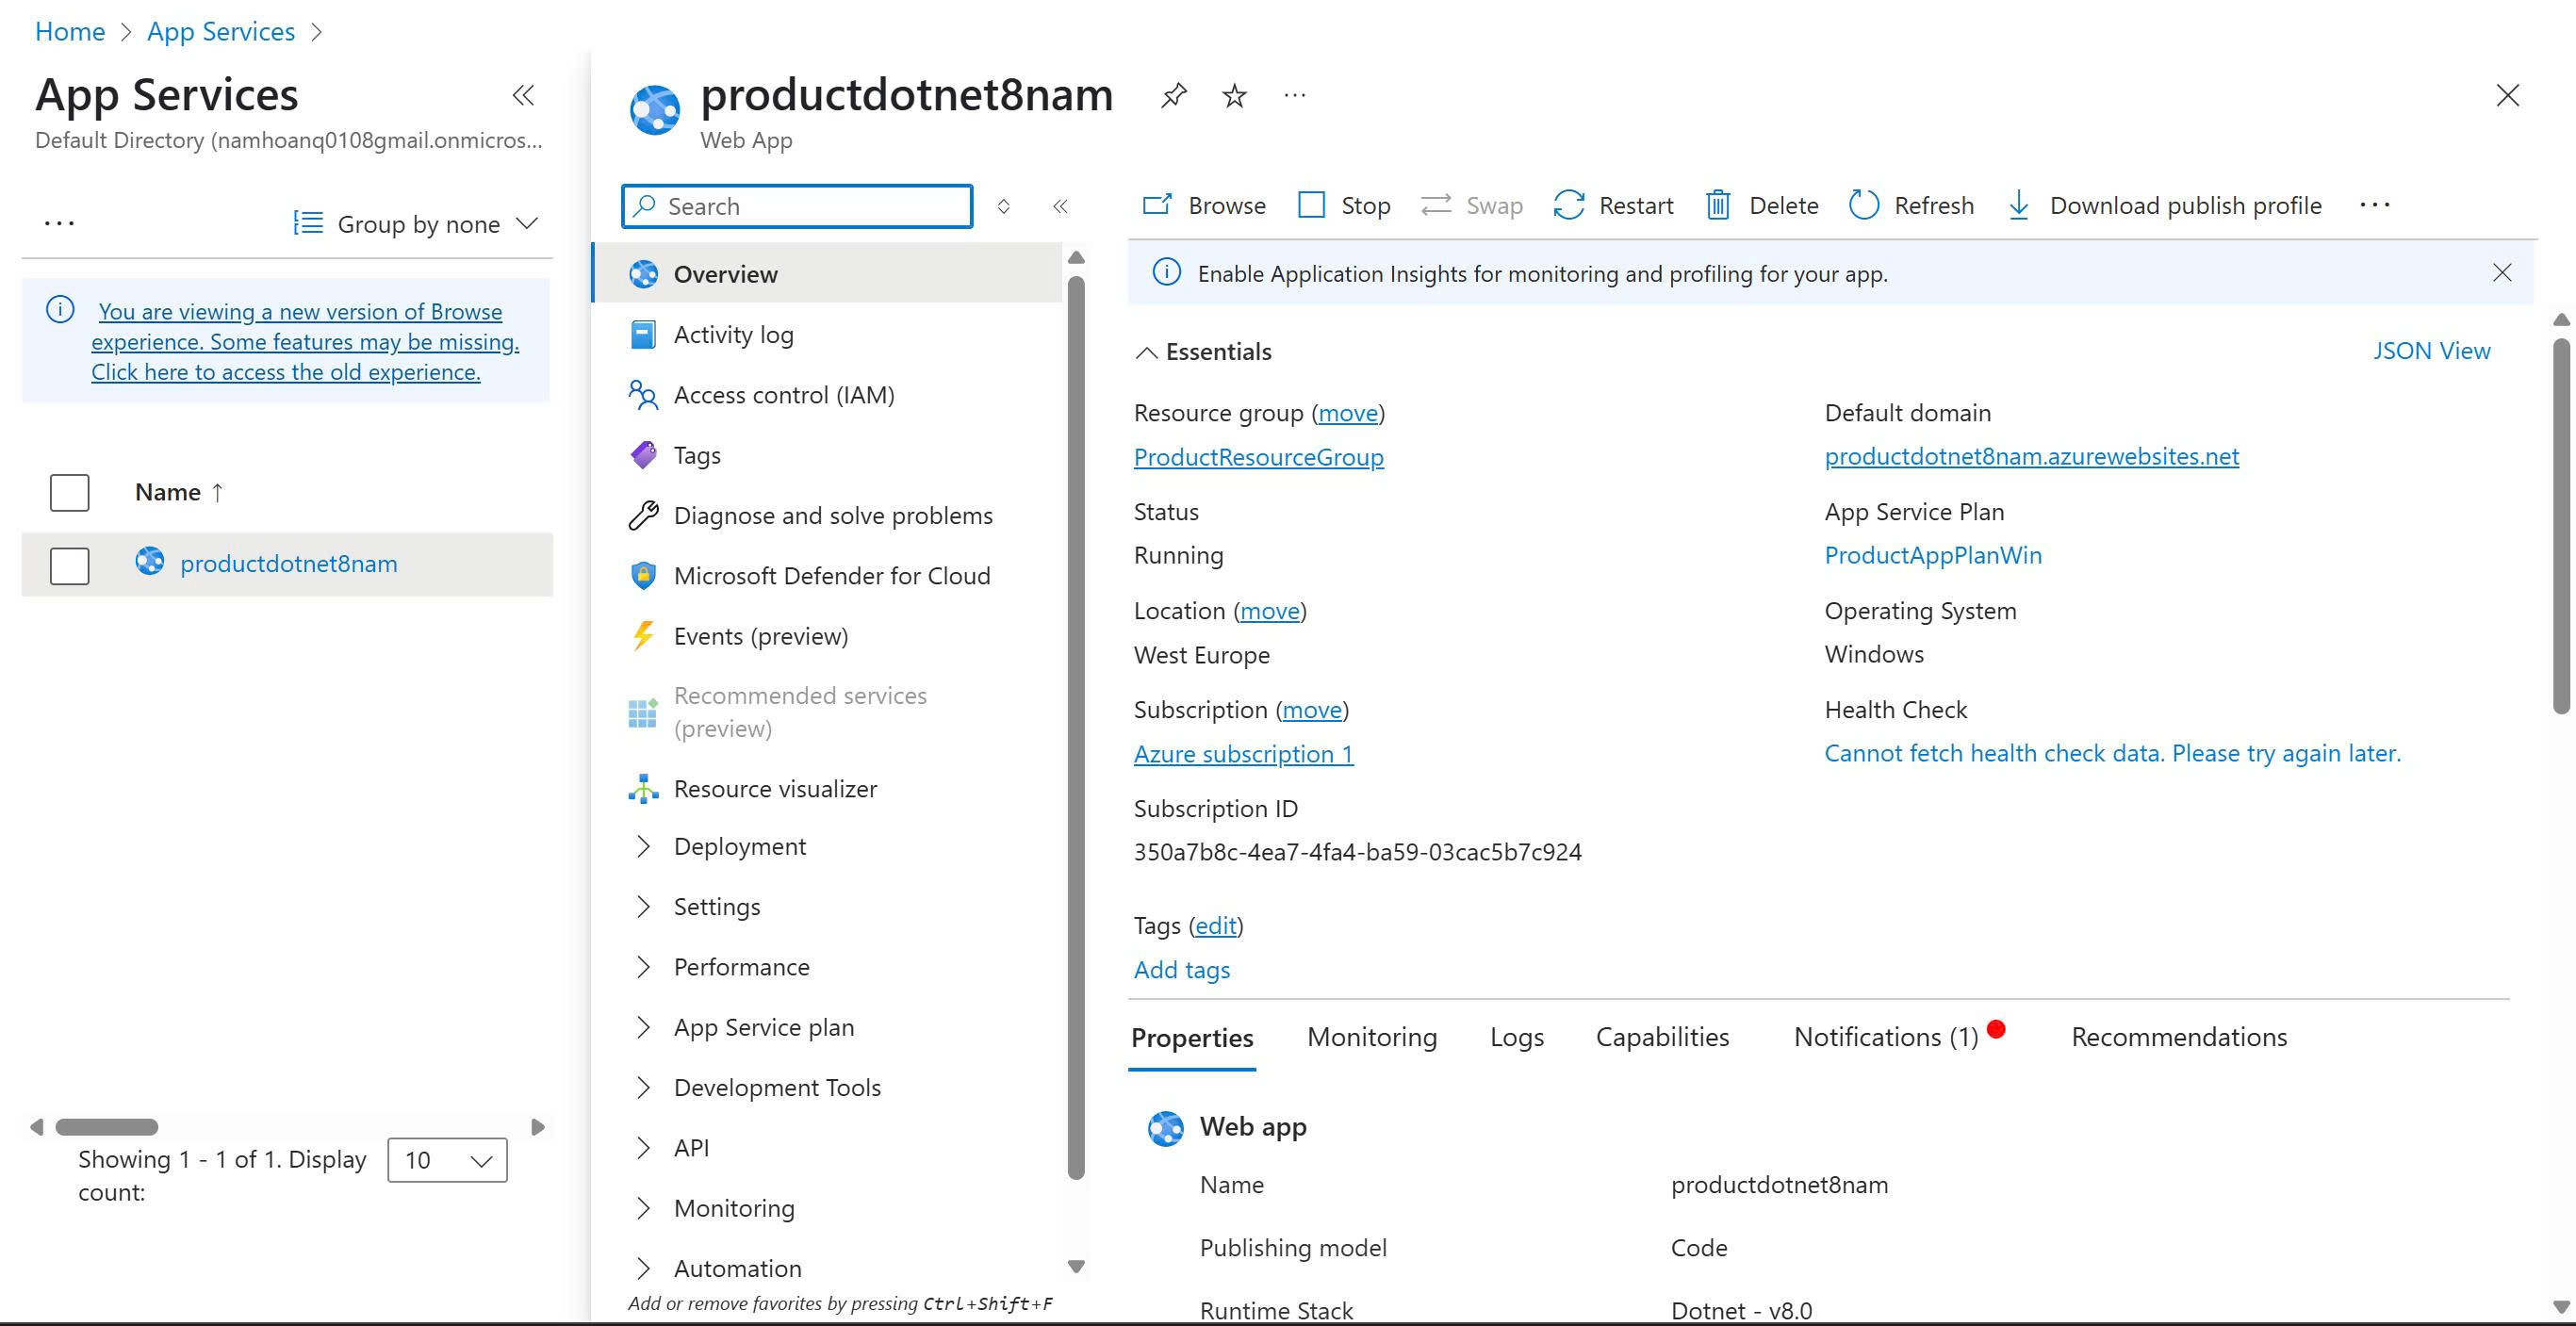 Home > App Services >
App Services
Default Directory (namhoanq0108gmail.onmicros...
...
Group by none
You are viewing a new version of Browse
experience. Some features may be missing.
Click here to access the old experience.
Name ↑
productdotnet8nam
Showing 1 - 1 of 1. Display
count:
10
productdotnet8nam
...
Web App
Search
Overview
Activity log
Access control (IAM)
Tags
Diagnose and solve problems
Microsoft Defender for Cloud
Events (preview)
Recommended services
(preview)
Resource visualizer
Deployment
Settings
Performance
App Service plan
Development Tools
API
Monitoring
Automation
Add or remove favorites by pressing Ctrl+Shift+F
Browse
Stop
Swap
Restart
Delete
Refresh
Download publish profile
...
Enable Application Insights for monitoring and profiling for your app.
Essentials
JSON View
Resource group (move)
ProductResourceGroup
Status
Running
Location (move)
West Europe
Subscription (move)
Azure subscription 1
Subscription ID
350a7b8c-4ea7-4fa4-ba59-03cac5b7c924
Default domain
productdotnet8nam.azurewebsites.net
App Service Plan
ProductAppPlanWin
Operating System
Windows
Health Check
Cannot fetch health check data. Please try again later.
Tags (edit)
Add tags
Properties
Monitoring
Logs
Capabilities
Notifications (1)
Recommendations
Web app
Name
productdotnet8nam
Publishing model
Code
Runtime Stack
Dotnet - v8.0